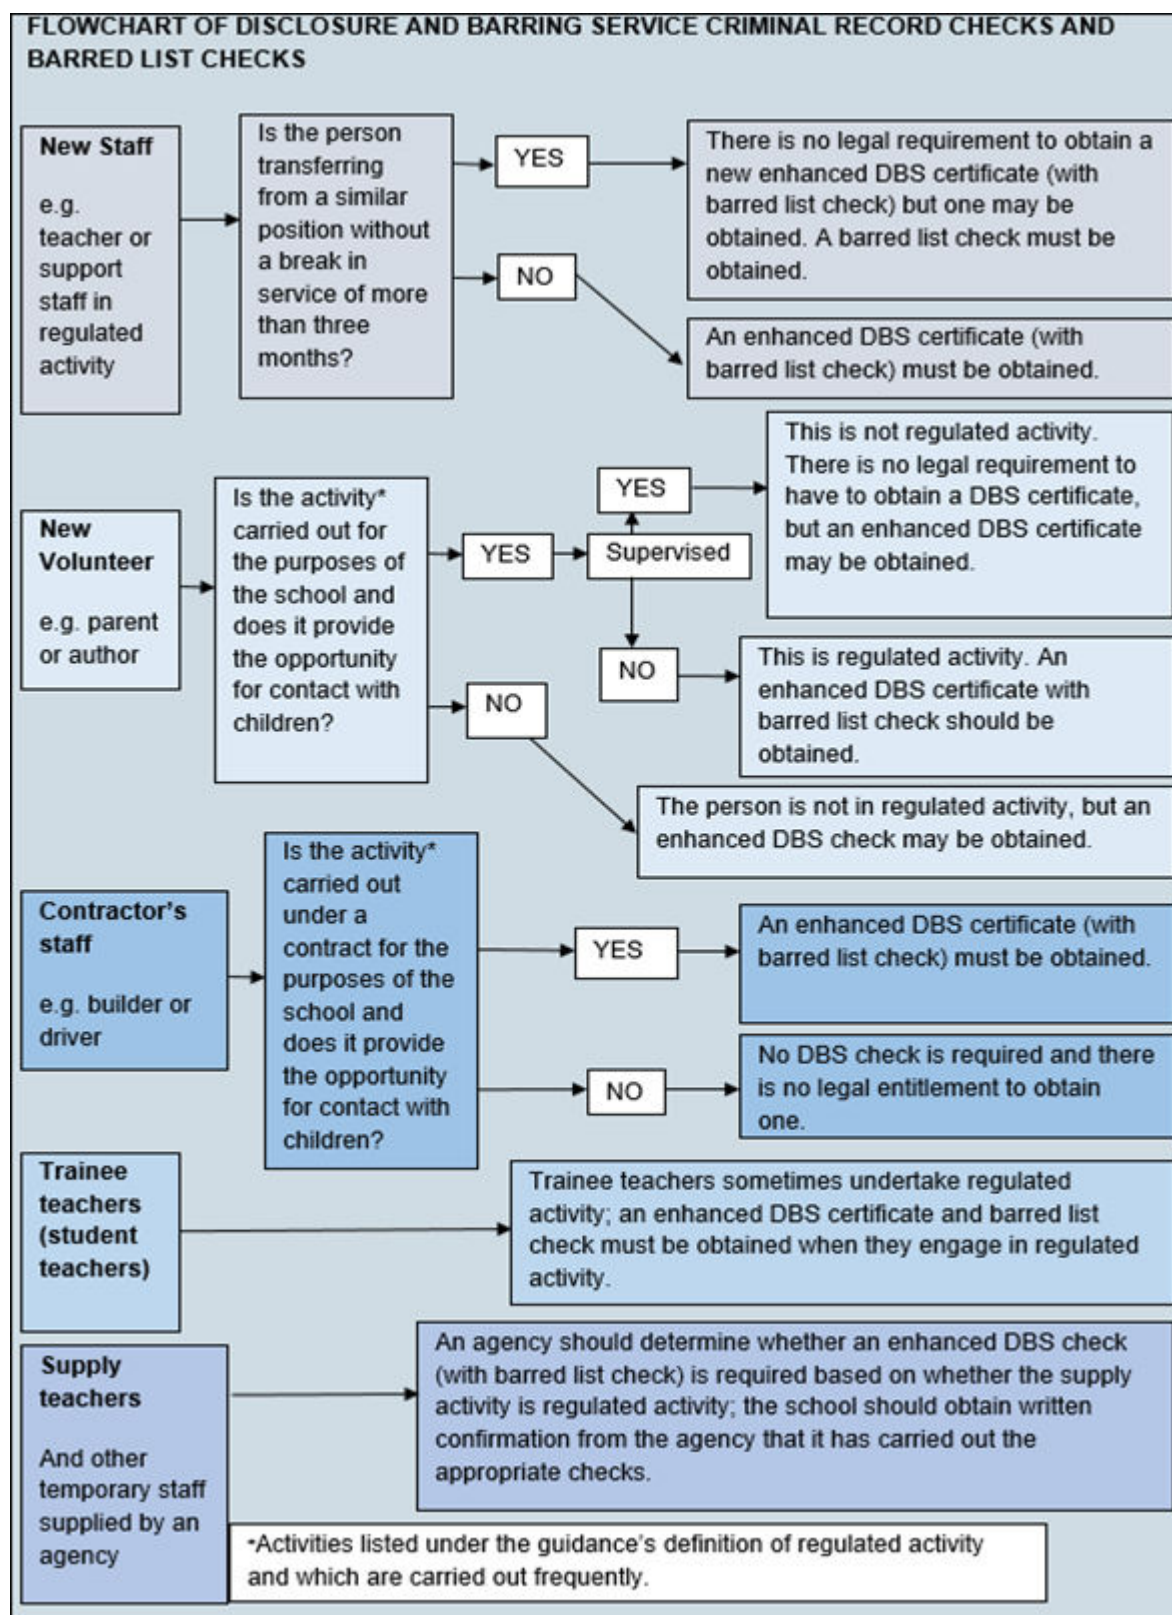 FLOWCHART OF DISCLOSURE AND BARRING SERVICE CRIMINAL RECORD CHECKS AND
BARRED LIST CHECKS
New Staff
e.g.
teacher or
support
staff in
regulated
activity
Is the person
transferring
from a similar
position without
a break in
service of more
than three
months?
YES
There is no legal requirement to obtain a
new enhanced DBS certificate (with
barred list check) but one may be
obtained. A barred list check must be
obtained.
NO
An enhanced DBS certificate (with
barred list check) must be obtained.
New
Volunteer
e.g. parent
or author
Is the activity*
carried out for
the purposes of
the school and
does it provide
the opportunity
for contact with
children?
YES
Supervised
YES
This is not regulated activity.
There is no legal requirement to
have to obtain a DBS certificate,
but an enhanced DBS certificate
may be obtained.
NO
This is regulated activity. An
enhanced DBS certificate with
barred list check should be
obtained.
NO
The person is not in regulated activity, but an
enhanced DBS check may be obtained.
Contractor's
staff
e.g. builder or
driver
Is the activity*
carried out
under a
contract for the
purposes of the
school and
does it provide
the opportunity
for contact with
children?
YES
An enhanced DBS certificate (with
barred list check) must be obtained.
NO
No DBS check is required and there
is no legal entitlement to obtain
one.
Trainee
teachers
(student
teachers)
Trainee teachers sometimes undertake regulated
activity; an enhanced DBS certificate and barred list
check must be obtained when they engage in regulated
activity.
Supply
teachers
And other
temporary staff
supplied by an
agency
An agency should determine whether an enhanced DBS check
(with barred list check) is required based on whether the supply
activity is regulated activity; the school should obtain written
confirmation from the agency that it has carried out the
appropriate checks.
*Activities listed under the guidance's definition of regulated activity
and which are carried out frequently.